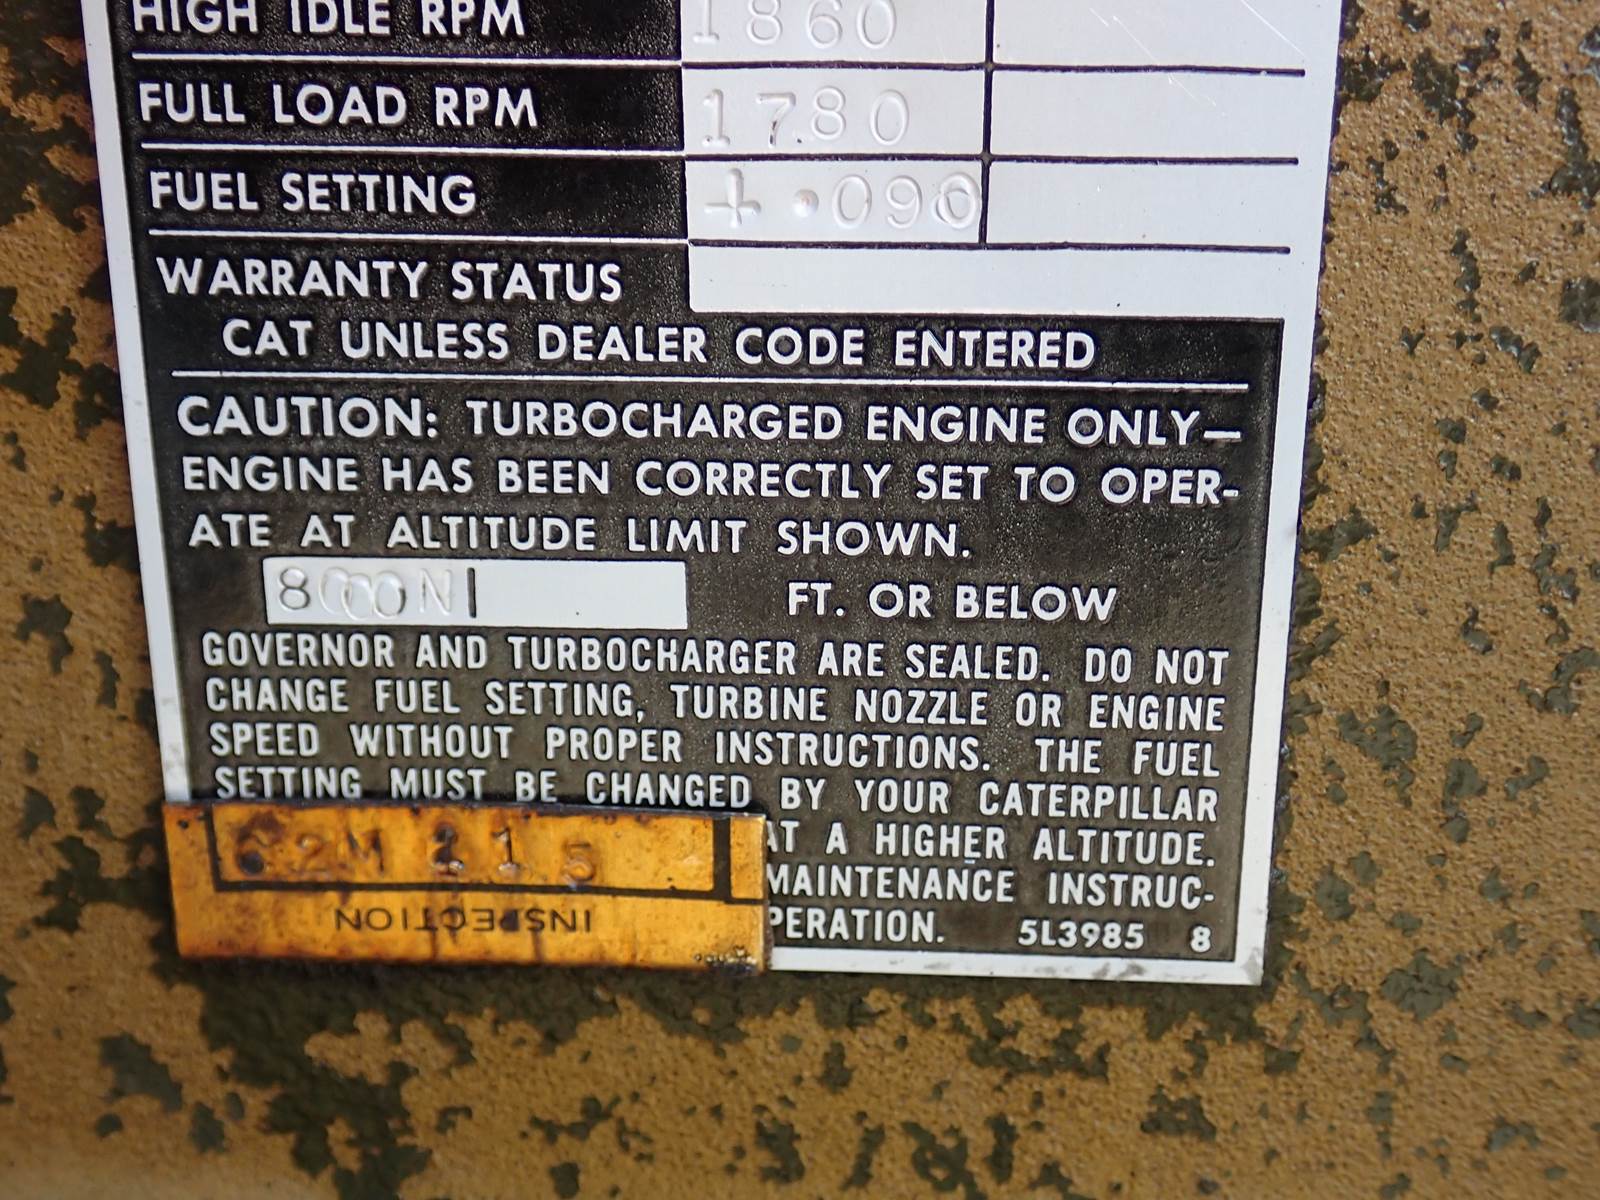 HIGH IDLE RPM 1860
FULL LOAD RPM 1780
FUEL SETTING +.090
WARRANTY STATUS
CAT UNLESS DEALER CODE ENTERED
CAUTION: TURBOCHARGED ENGINE ONLY—
ENGINE HAS BEEN CORRECTLY SET TO OPER-
ATE AT ALTITUDE LIMIT SHOWN.
FT. OR BELOW
GOVERNOR AND TURBOCHARGER ARE SEALED. DO NOT
CHANGE FUEL SETTING, TURBINE NOZZLE OR ENGINE
SPEED WITHOUT PROPER INSTRUCTIONS. THE FUEL
SETTING MUST BE CHANGED BY YOUR CATERPILLAR
AT A HIGHER ALTITUDE.
MAINTENANCE INSTRUC-
PERATION. 5L3985 8
INSPECTION